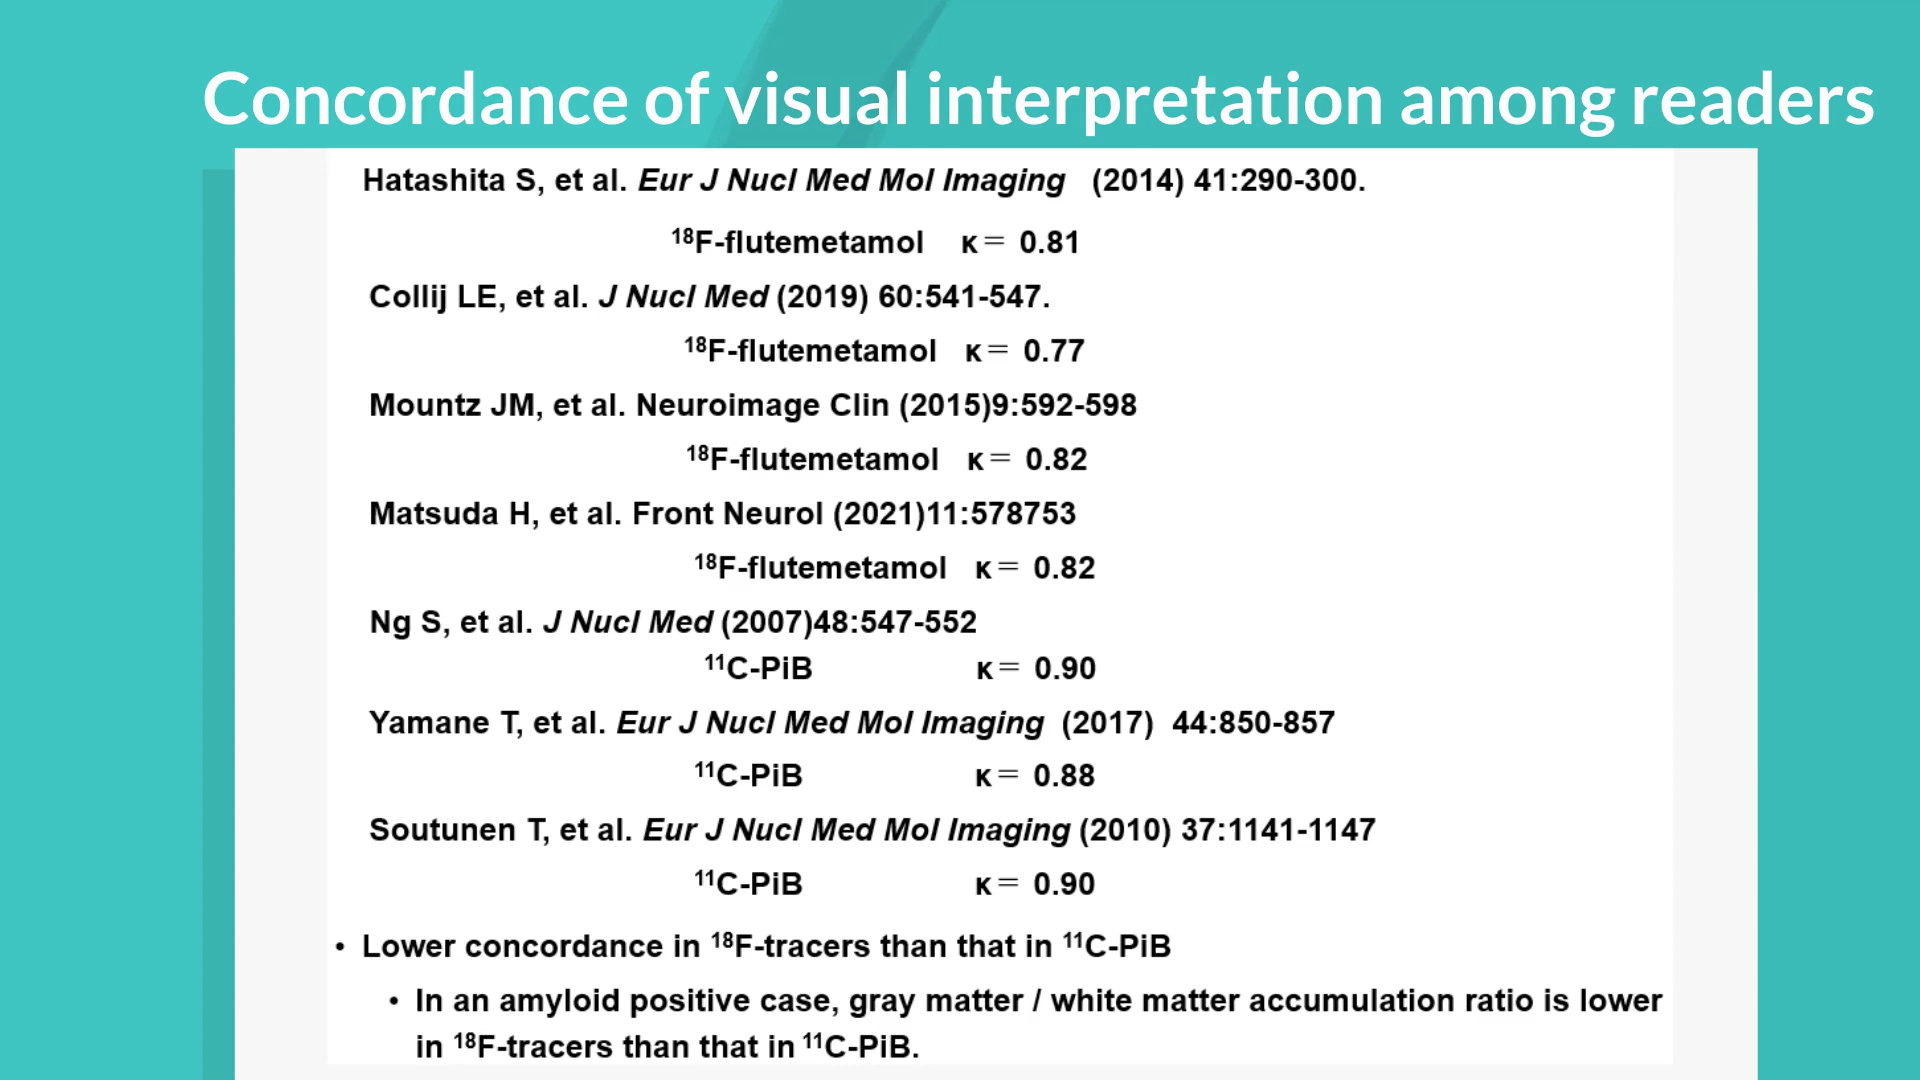 Concordance of visual interpretation among readers
Hatashita S, et al. Eur J Nucl Med Mol Imaging (2014) 41:290-300.
¹⁸F-flutemetamol κ= 0.81
Collij LE, et al. J Nucl Med (2019) 60:541-547.
¹⁸F-flutemetamol κ= 0.77
Mountz JM, et al. Neuroimage Clin (2015)9:592-598
¹⁸F-flutemetamol κ= 0.82
Matsuda H, et al. Front Neurol (2021)11:578753
¹⁸F-flutemetamol κ= 0.82
Ng S, et al. J Nucl Med (2007)48:547-552
¹¹C-PiB κ= 0.90
Yamane T, et al. Eur J Nucl Med Mol Imaging (2017) 44:850-857
¹¹C-PiB κ= 0.88
Soutunen T, et al. Eur J Nucl Med Mol Imaging (2010) 37:1141-1147
¹¹C-PiB κ= 0.90
• Lower concordance in ¹⁸F-tracers than that in ¹¹C-PiB
• In an amyloid positive case, gray matter / white matter accumulation ratio is lower
in ¹⁸F-tracers than that in ¹¹C-PiB.